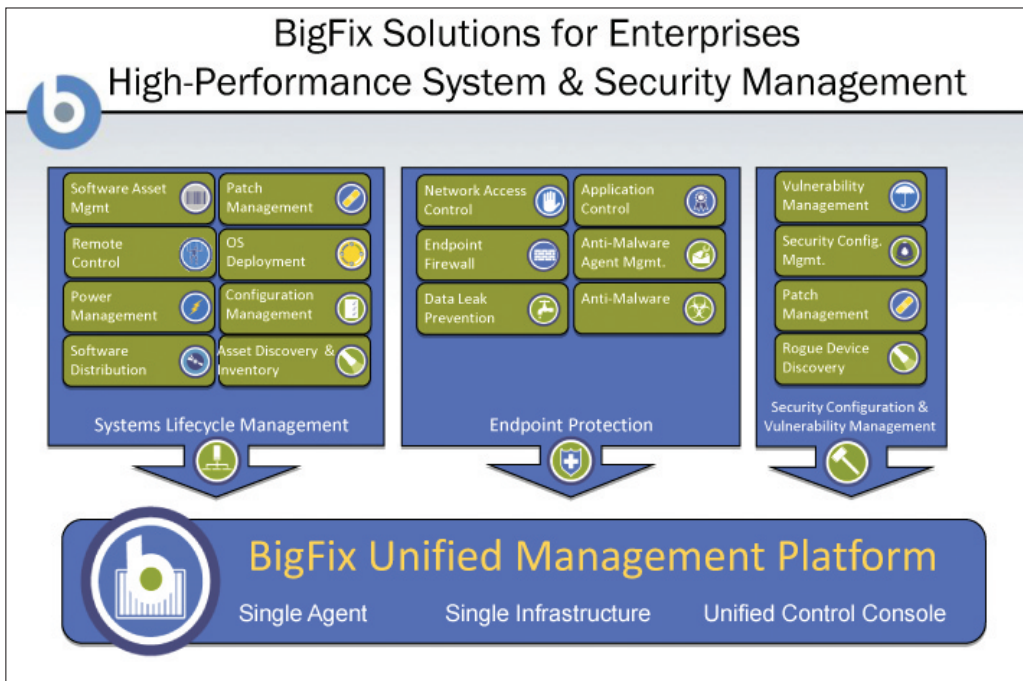 BigFix Solutions for Enterprises
High-Performance System & Security Management
b
Software Asset
Mgmt
Patch
Management
Remote
Control
OS
Deployment
Power
Management
Configuration
Management
Software
Distribution
Asset Discovery &
Inventory
Systems Lifecycle Management
Network Access
Control
Application
Control
Endpoint
Firewall
Anti-Malware
Agent Mgmt.
Data Leak
Prevention
Anti-Malware
Endpoint Protection
Vulnerability
Management
Security Config.
Mgmt.
Patch
Management
Rogue Device
Discovery
Security Configuration &
Vulnerability Management
b
BigFix Unified Management Platform
Single Agent Single Infrastructure Unified Control Console